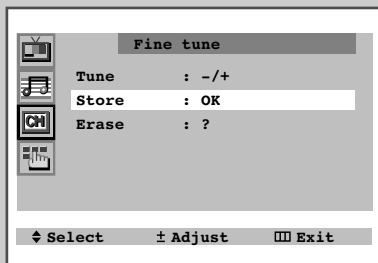 Fine tune
Tune : -/+
Store : OK
CH
Erase : ?
Select ± Adjust Exit